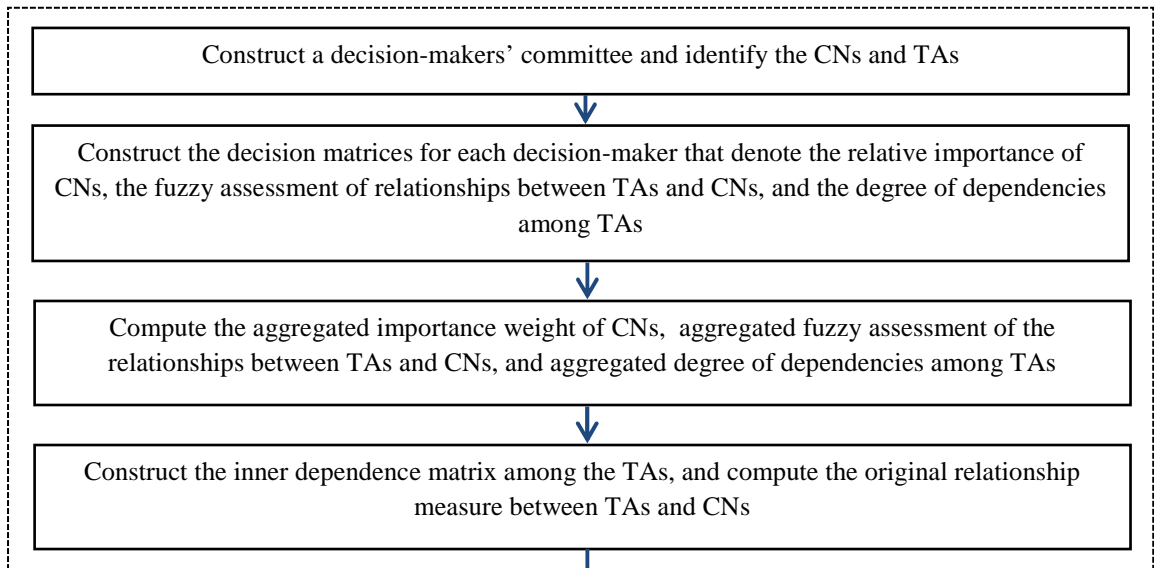 Construct a decision-makers’ committee and identify the CNs and TAs
Construct the decision matrices for each decision-maker that denote the relative importance of
CNs, the fuzzy assessment of relationships between TAs and CNs, and the degree of dependencies
among TAs
Compute the aggregated importance weight of CNs,  aggregated fuzzy assessment of the
relationships between TAs and CNs, and aggregated degree of dependencies among TAs
Construct the inner dependence matrix among the TAs, and compute the original relationship
measure between TAs and CNs